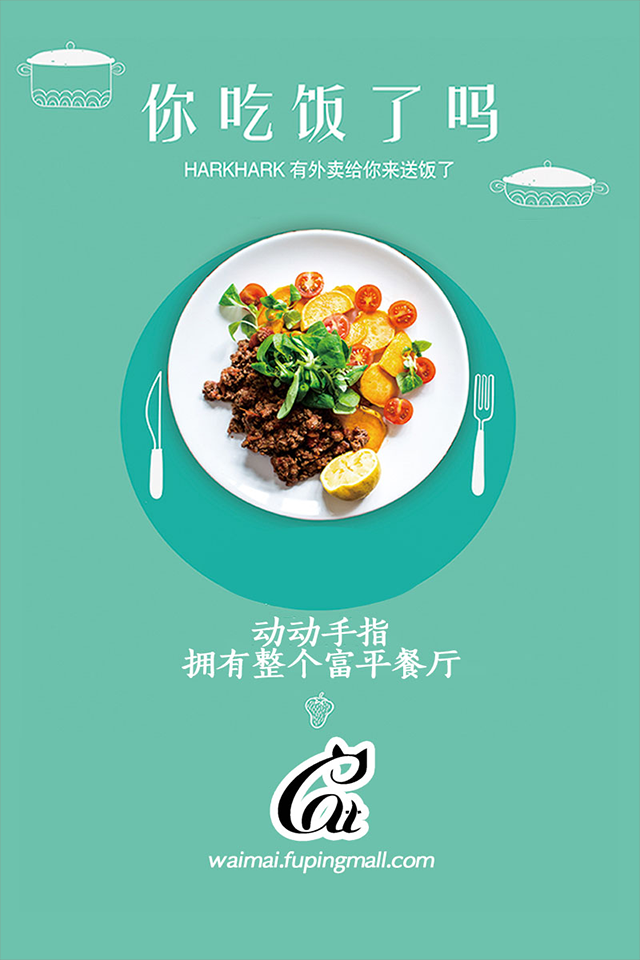 你吃饭了吗
HARKHARK 有外卖给你来送饭了
动动手指
拥有整个富平餐厅
Cat
waimai.fupingmall.com